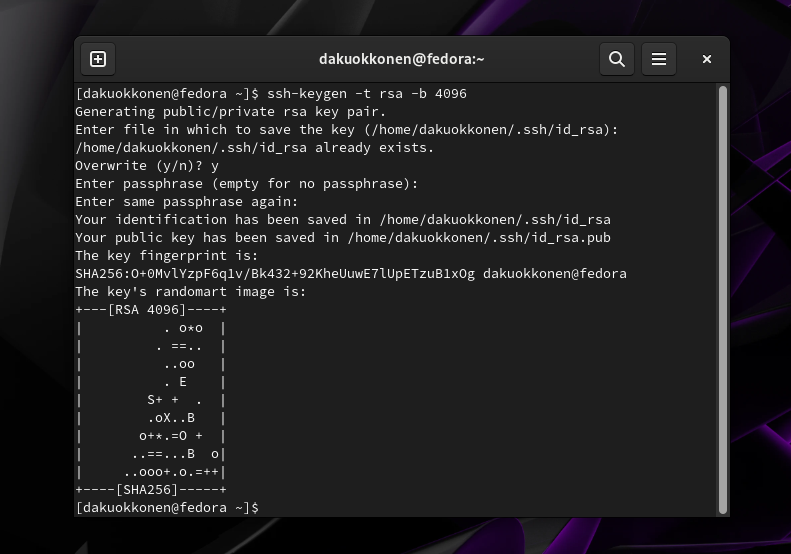 dakuokkonen@fedora:~
[dakuokkonen@fedora ~]$ ssh-keygen -t rsa -b 4096
Generating public/private rsa key pair.
Enter file in which to save the key (/home/dakuokkonen/.ssh/id_rsa):
/home/dakuokkonen/.ssh/id_rsa already exists.
Overwrite (y/n)? y
Enter passphrase (empty for no passphrase):
Enter same passphrase again:
Your identification has been saved in /home/dakuokkonen/.ssh/id_rsa
Your public key has been saved in /home/dakuokkonen/.ssh/id_rsa.pub
The key fingerprint is:
SHA256:O+0MvlYzpF6q1v/Bk432+92KheUuwE7lUpETzuB1xOg dakuokkonen@fedora
The key's randomart image is:
+---[RSA 4096]----+
|          . o*o  |
|         . ==..  |
|          ..oo   |
|          . E    |
|        S+ +  .  |
|        .oX..B   |
|       o+*.=O +  |
|      ..==...B  o|
|     ..ooo+.o.=++|
+----[SHA256]-----+
[dakuokkonen@fedora ~]$